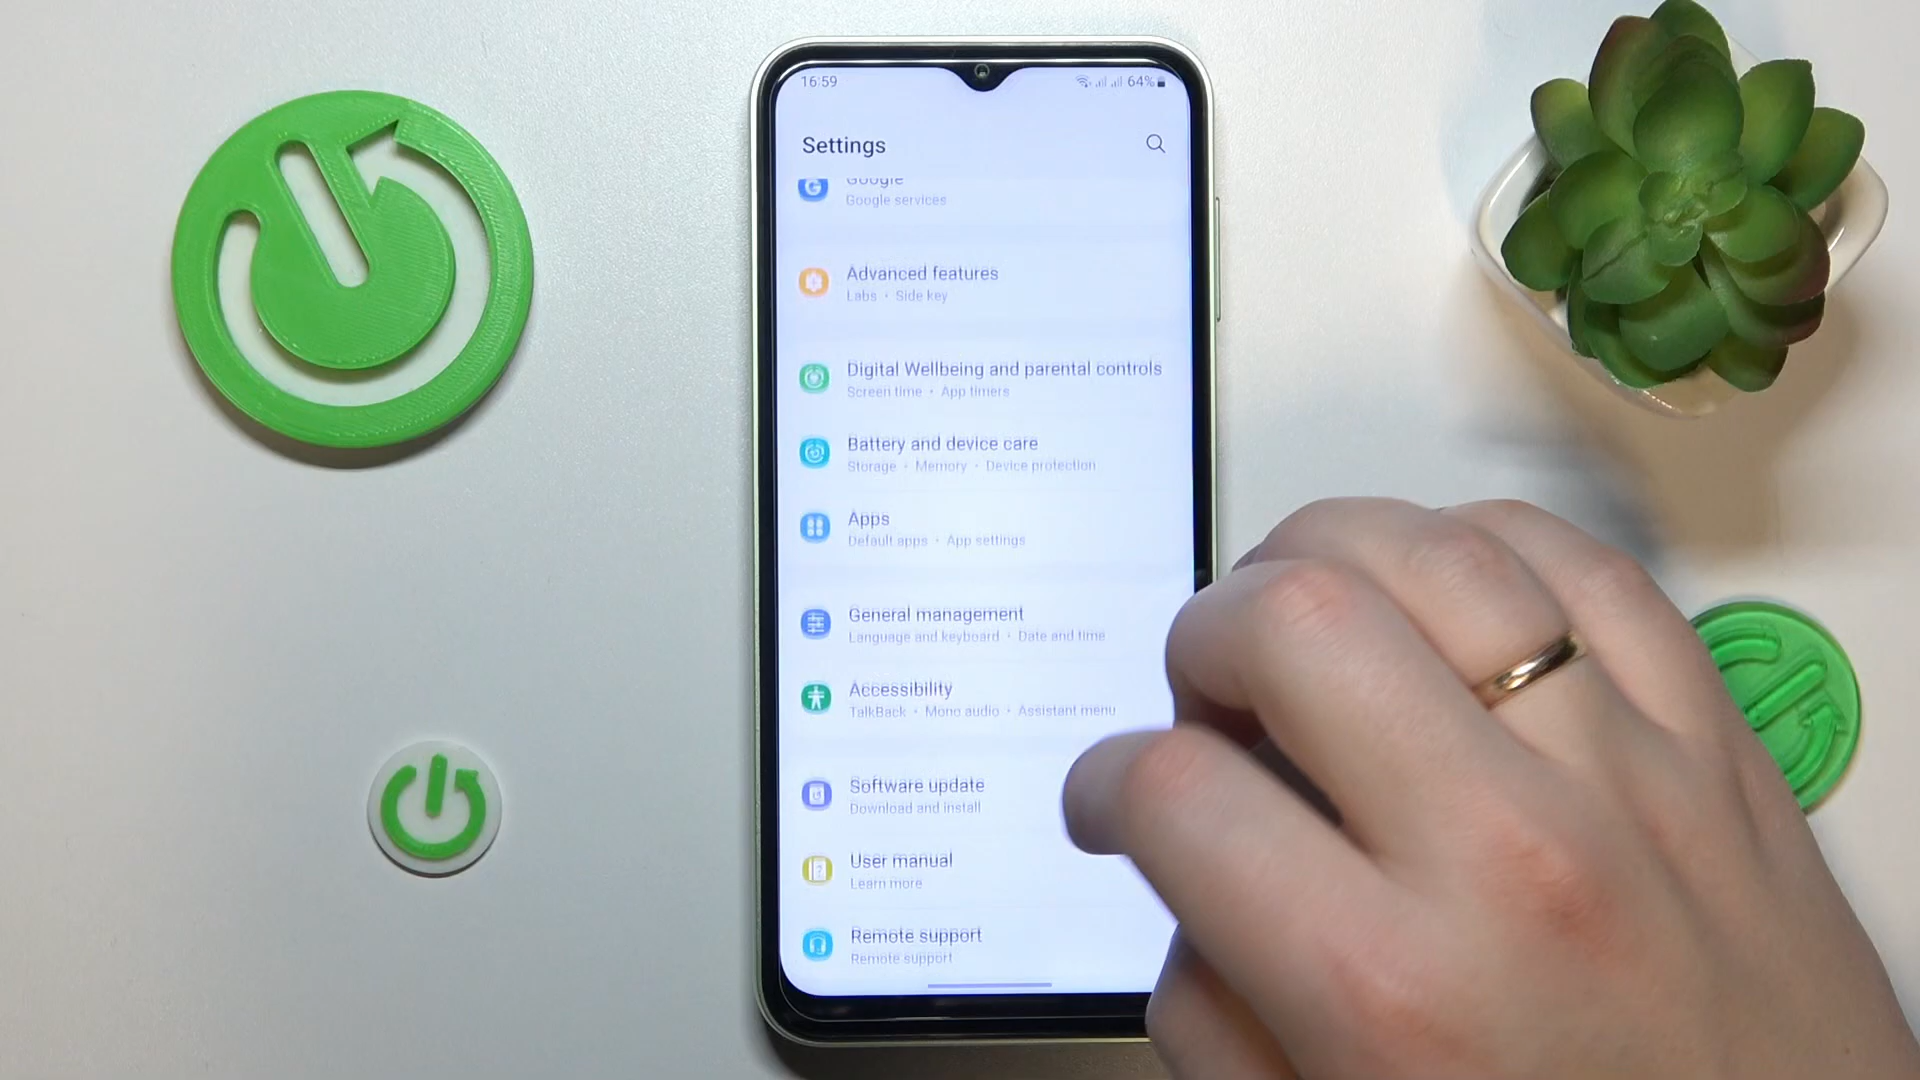 16:59
64%
Settings
Google
Google services
Advanced features
Labs • Side key
Digital Wellbeing and parental controls
Screen time • App timers
Battery and device care
Storage • Memory • Device protection
Apps
Default apps • App settings
General management
Language and keyboard • Date and time
Accessibility
TalkBack • Mono audio • Assistant menu
Software update
Download and install
User manual
Learn more
Remote support
Remote support